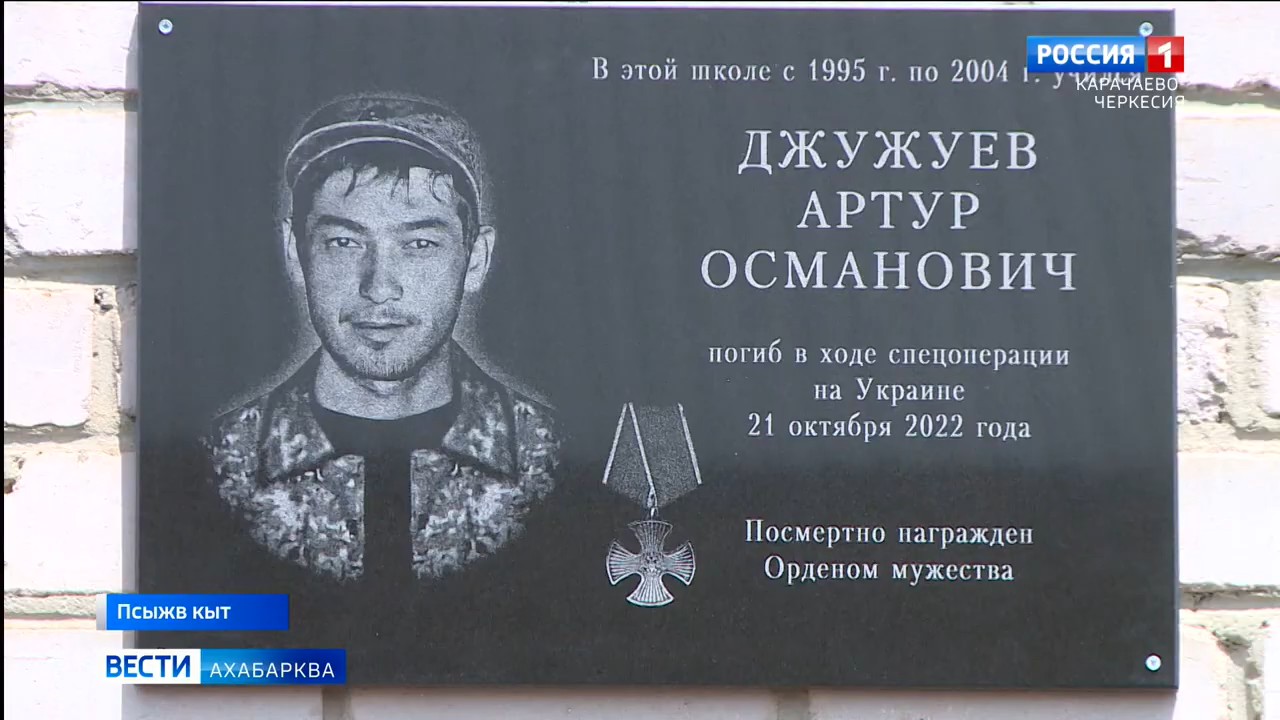 В этой школе с 1995 г. по 2004 г. учился
РОССИЯ 1
КАРАЧАЕВО
ЧЕРКЕСИЯ
ДЖУЖУЕВ
АРТУР
ОСМАНОВИЧ
погиб в ходе спецоперации
на Украине
21 октября 2022 года
Посмертно награжден
Орденом мужества
Псыжв кыт
ВЕСТИ АХАБАРКВА